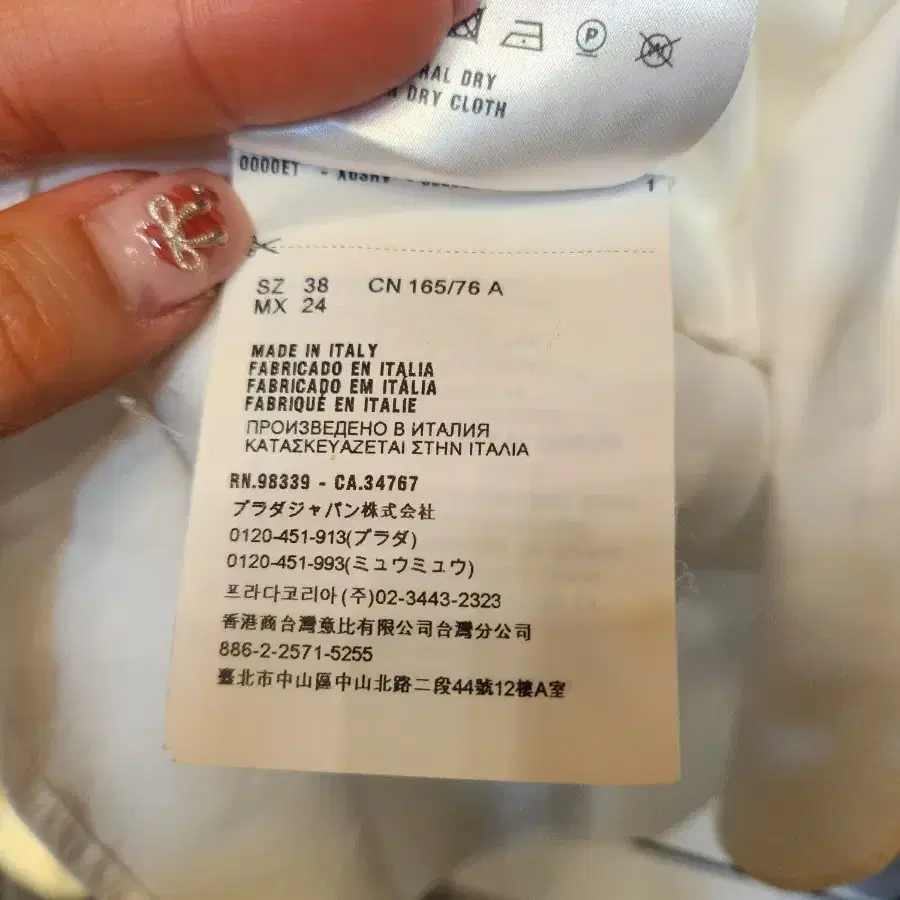 DRY
DRY CLOTH
0000ET
1
SZ 38 CN 165/76 A
MX 24
MADE IN ITALY
FABRICADO EN ITALIA
FABRICADO EM ITÁLIA
FABRIQUÉ EN ITALIE
ПРОИЗВЕДЕНО В ИТАЛИЯ
ΚΑΤΑΣΚΕΥΑΖΕΤΑΙ ΣΤΗΝ ΙΤΑΛΙΑ
RN.98339 - CA.34767
プラダジャパン株式会社
0120-451-913(プラダ)
0120-451-993(ミュウミュウ)
프라다코리아(주)02-3443-2323
香港商台灣意比有限公司台灣分公司
886-2-2571-5255
臺北市中山區中山北路二段44號12樓A室